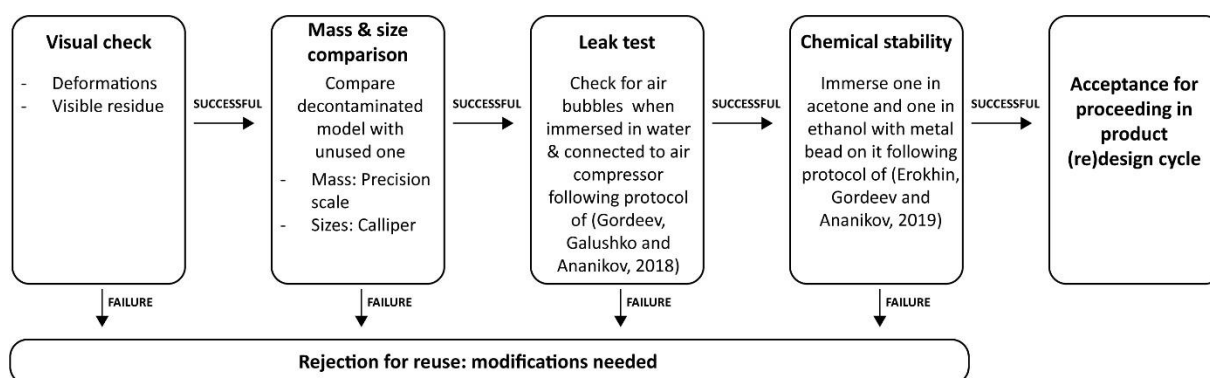 Visual check
- Deformations
- Visible residue
SUCCESSFUL
Mass & size
comparison
Compare
decontaminated
model with
unused one
- Mass: Precision
scale
- Sizes: Calliper
SUCCESSFUL
Leak test
Check for air
bubbles when
immersed in water
& connected to air
compressor
following protocol
of (Gordeev,
Galushko and
Ananikov, 2018)
SUCCESSFUL
Chemical stability
Immerse one in
acetone and one in
ethanol with metal
bead on it following
protocol of (Erokhin,
Gordeev and
Ananikov, 2019)
SUCCESSFUL
Acceptance for
proceeding in
product
(re)design cycle
FAILURE
FAILURE
FAILURE
FAILURE
Rejection for reuse: modifications needed